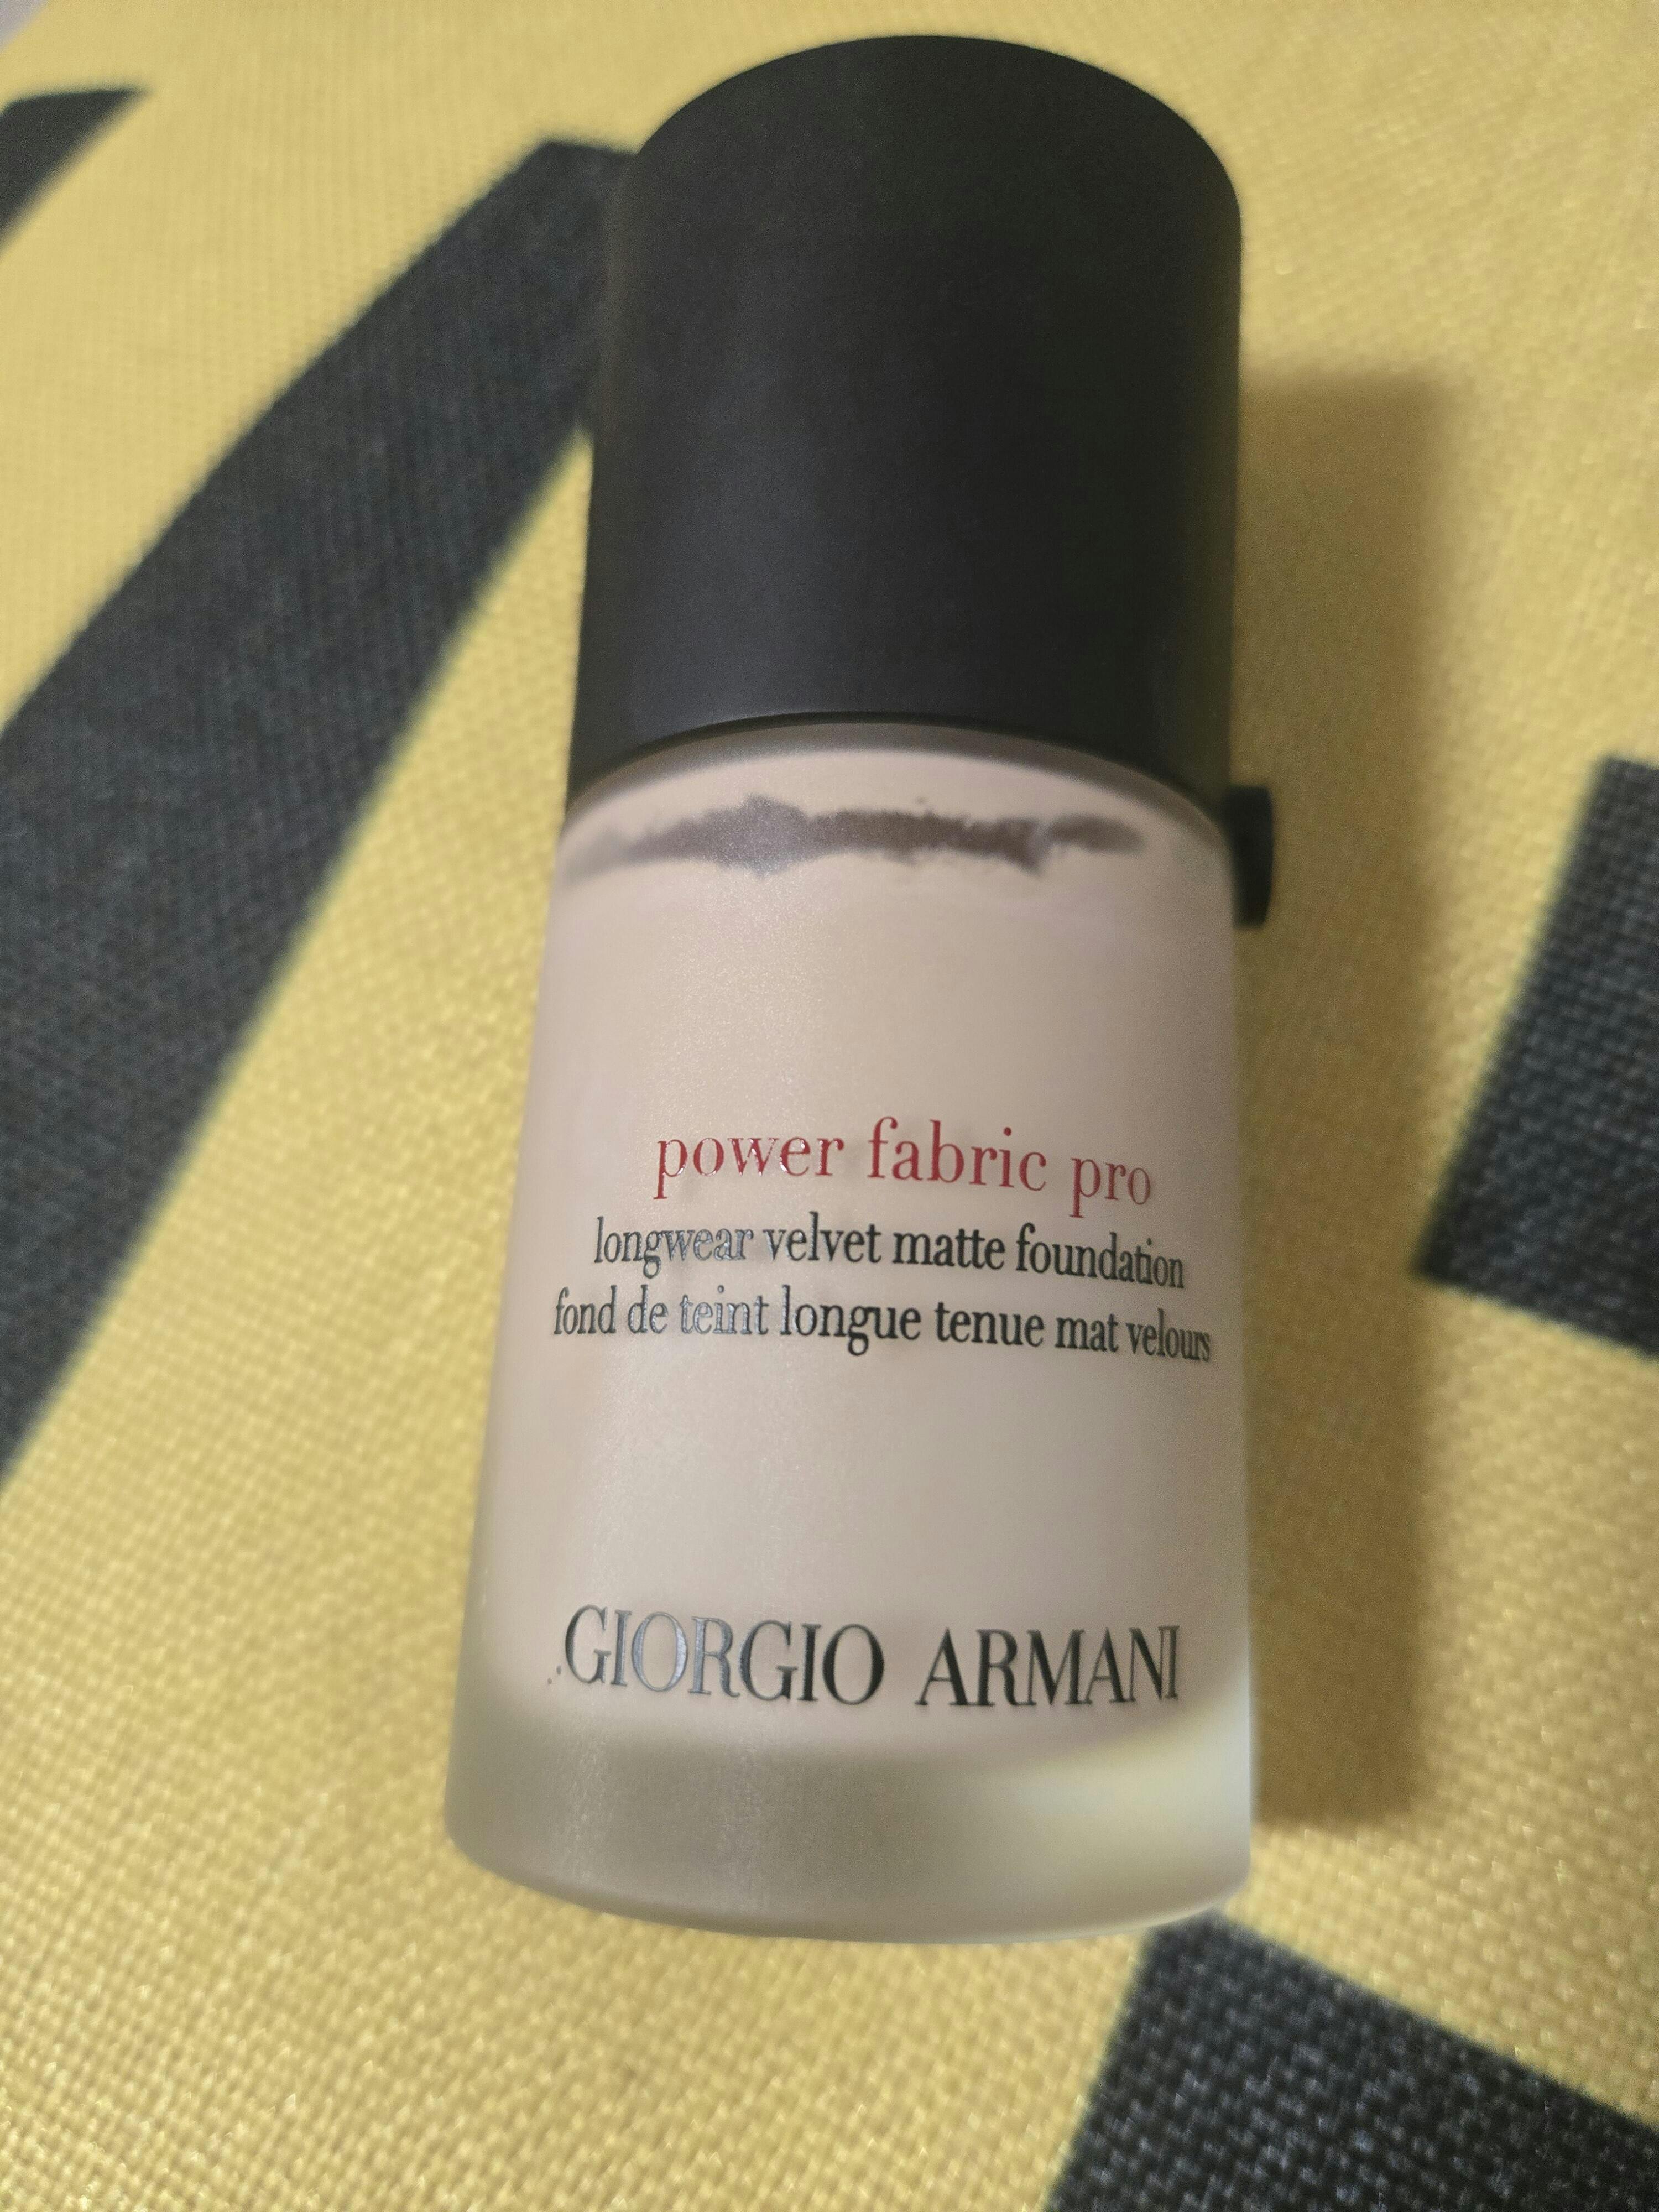 power fabric pro
longwear velvet matte foundation
fond de teint longue tenue mat velours
GIORGIO ARMANI